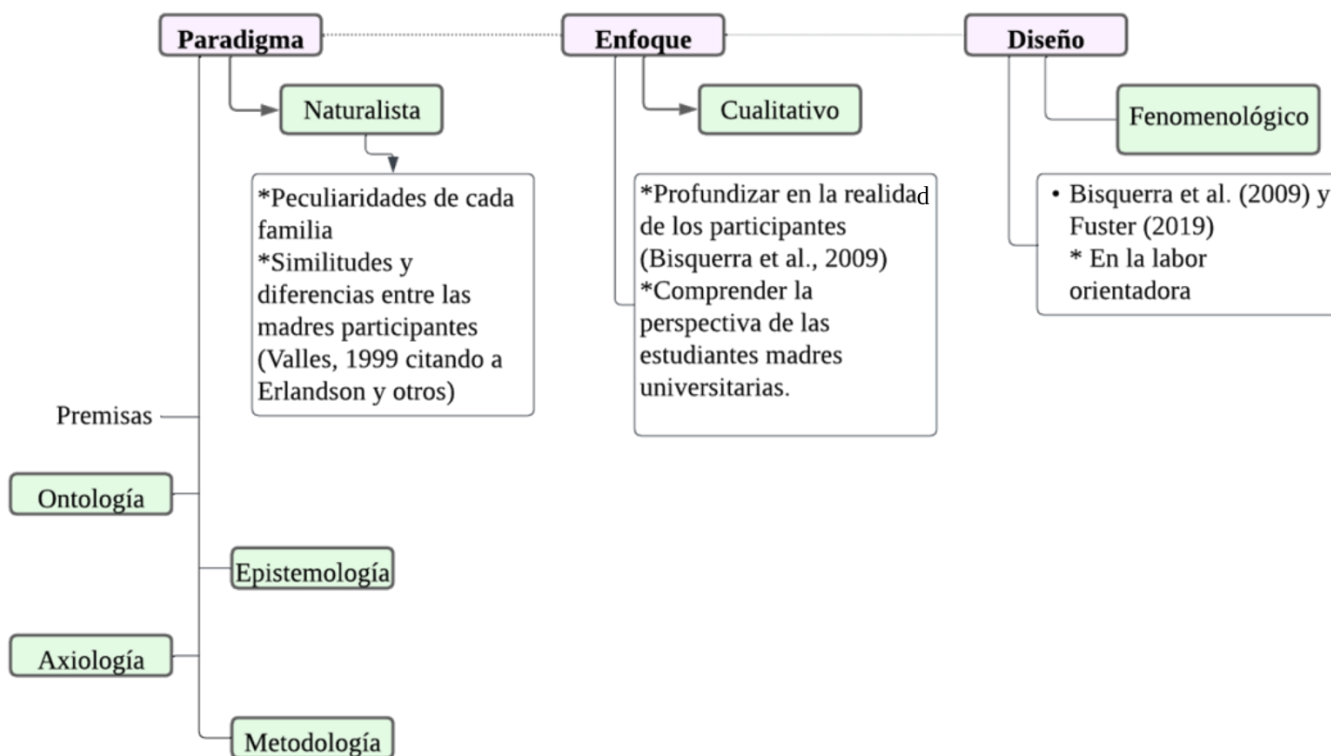 Paradigma
Enfoque
Diseño
Naturalista
Cualitativo
Fenomenológico
*Peculiaridades de cada
familia
*Similitudes y
diferencias entre las
madres participantes
(Valles, 1999 citando a
Erlandson y otros)
*Profundizar en la realidad
de los participantes
(Bisquerra et al., 2009)
*Comprender la
perspectiva de las
estudiantes madres
universitarias.
• Bisquerra et al. (2009) y
Fuster (2019)
* En la labor
orientadora
Premisas
Ontología
Epistemología
Axiología
Metodología